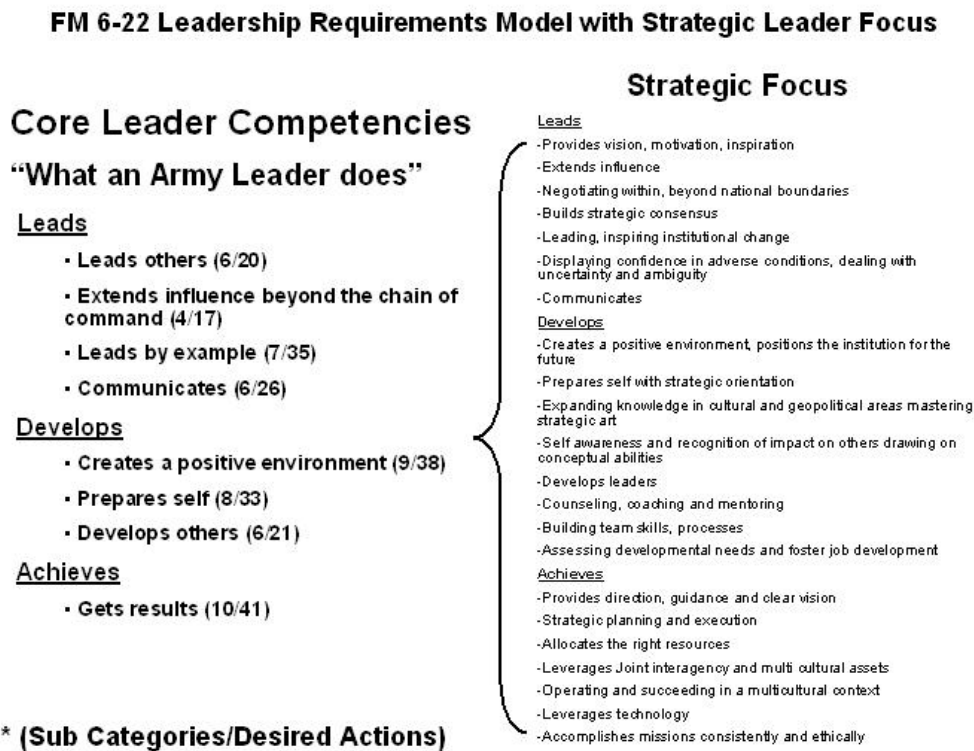 FM 6-22 Leadership Requirements Model with Strategic Leader Focus
Core Leader Competencies
“What an Army Leader does”
Leads
· Leads others (6/20)
· Extends influence beyond the chain of
command (4/17)
· Leads by example (7/35)
· Communicates (6/26)
Develops
· Creates a positive environment (9/38)
· Prepares self (8/33)
· Develops others (6/21)
Achieves
· Gets results (10/41)
* (Sub Categories/Desired Actions)
Strategic Focus
Leads
-Provides vision, motivation, inspiration
-Extends influence
-Negotiating within, beyond national boundaries
-Builds strategic consensus
-Leading, inspiring institutional change
-Displaying confidence in adverse conditions, dealing with
uncertainty and ambiguity
-Communicates
Develops
-Creates a positive environment, positions the institution for the
future
-Prepares self with strategic orientation
-Expanding knowledge in cultural and geopolitical areas mastering
strategic art
-Self awareness and recognition of impact on others drawing on
conceptual abilities
-Develops leaders
-Counseling, coaching and mentoring
-Building team skills, processes
-Assessing developmental needs and foster job development
Achieves
-Provides direction, guidance and clear vision
-Strategic planning and execution
-Allocates the right resources
-Leverages Joint interagency and multi cultural assets
-Operating and succeeding in a multicultural context
-Leverages technology
-Accomplishes missions consistently and ethically